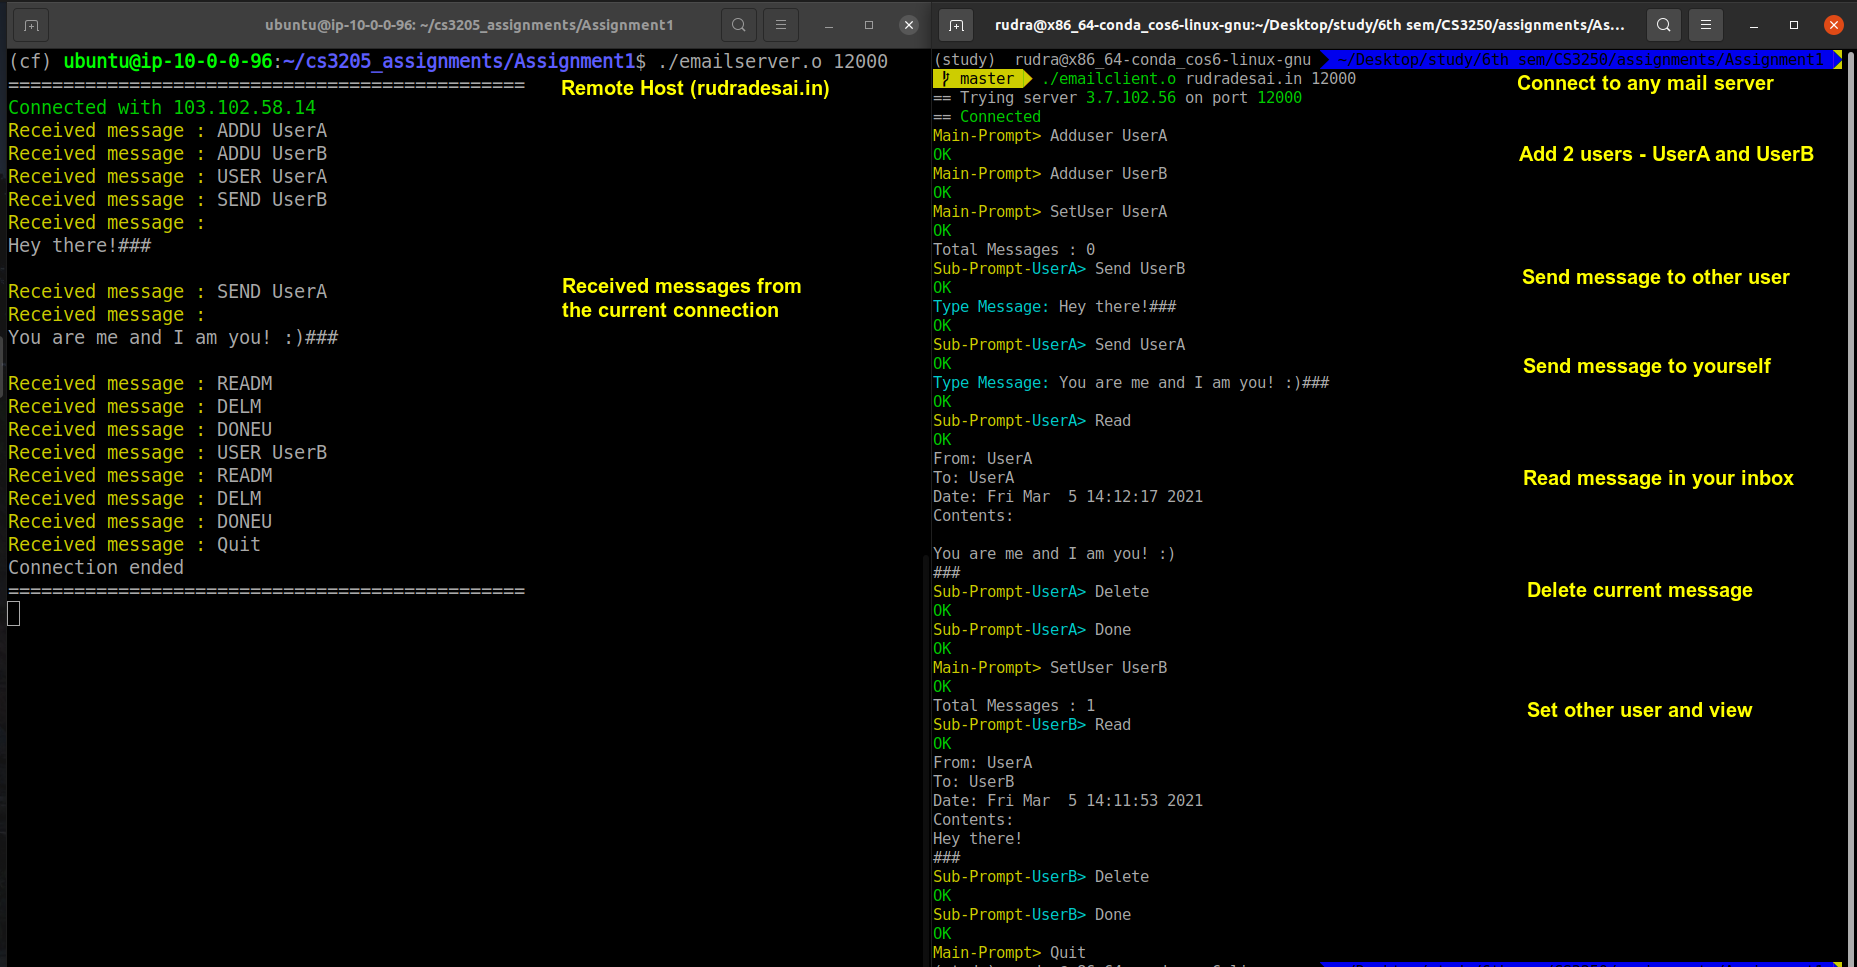 ubuntu@ip-10-0-0-96: ~/cs3205_assignments/Assignment1
(cf) ubuntu@ip-10-0-0-96:~/cs3205_assignments/Assignment1$ ./emailserver.o 12000
===============================================
Remote Host (rudradesai.in)
Connected with 103.102.58.14
Received message : ADDU UserA
Received message : ADDU UserB
Received message : USER UserA
Received message : SEND UserB
Received message :
Hey there!###
Received message : SEND UserA
Received messages from
the current connection
Received message :
You are me and I am you! :)###
Received message : READM
Received message : DELM
Received message : DONEU
Received message : USER UserB
Received message : READM
Received message : DELM
Received message : DONEU
Received message : Quit
Connection ended
===============================================
rudra@x86_64-conda_cos6-linux-gnu:~/Desktop/study/6th sem/CS3250/assignments/As...
(study) rudra@x86_64-conda_cos6-linux-gnu ~/Desktop/study/6th sem/CS3250/assignments/Assignment1
master ./emailclient.o rudradesai.in 12000
Connect to any mail server
== Trying server 3.7.102.56 on port 12000
== Connected
Main-Prompt> Adduser UserA
OK
Add 2 users - UserA and UserB
Main-Prompt> Adduser UserB
OK
Main-Prompt> SetUser UserA
OK
Total Messages : 0
Sub-Prompt-UserA> Send UserB
Send message to other user
OK
Type Message: Hey there!###
OK
Sub-Prompt-UserA> Send UserA
OK
Send message to yourself
Type Message: You are me and I am you! :)###
OK
Sub-Prompt-UserA> Read
OK
From: UserA
To: UserA
Read message in your inbox
Date: Fri Mar  5 14:12:17 2021
Contents:
You are me and I am you! :)
###
Sub-Prompt-UserA> Delete
Delete current message
OK
Sub-Prompt-UserA> Done
OK
Main-Prompt> SetUser UserB
OK
Total Messages : 1
Set other user and view
Sub-Prompt-UserB> Read
OK
From: UserA
To: UserB
Date: Fri Mar  5 14:11:53 2021
Contents:
Hey there!
###
Sub-Prompt-UserB> Delete
OK
Sub-Prompt-UserB> Done
OK
Main-Prompt> Quit